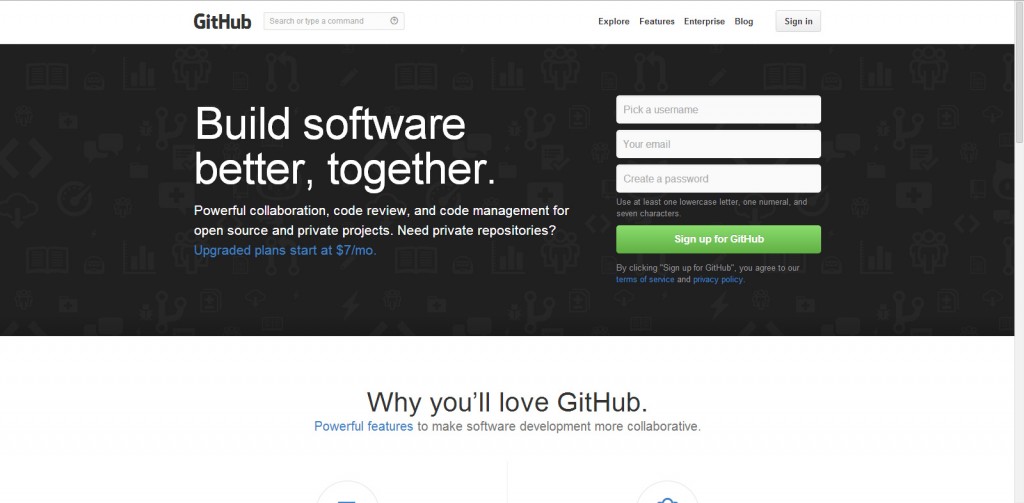 GitHub
Search or type a command
Explore Features Enterprise Blog Sign in
Build software
better, together.
Powerful collaboration, code review, and code management for
open source and private projects. Need private repositories?
Upgraded plans start at $7/mo.
Pick a username
Your email
Create a password
Use at least one lowercase letter, one numeral, and
seven characters.
Sign up for GitHub
By clicking "Sign up for GitHub", you agree to our
terms of service and privacy policy.
Why you'll love GitHub.
Powerful features to make software development more collaborative.